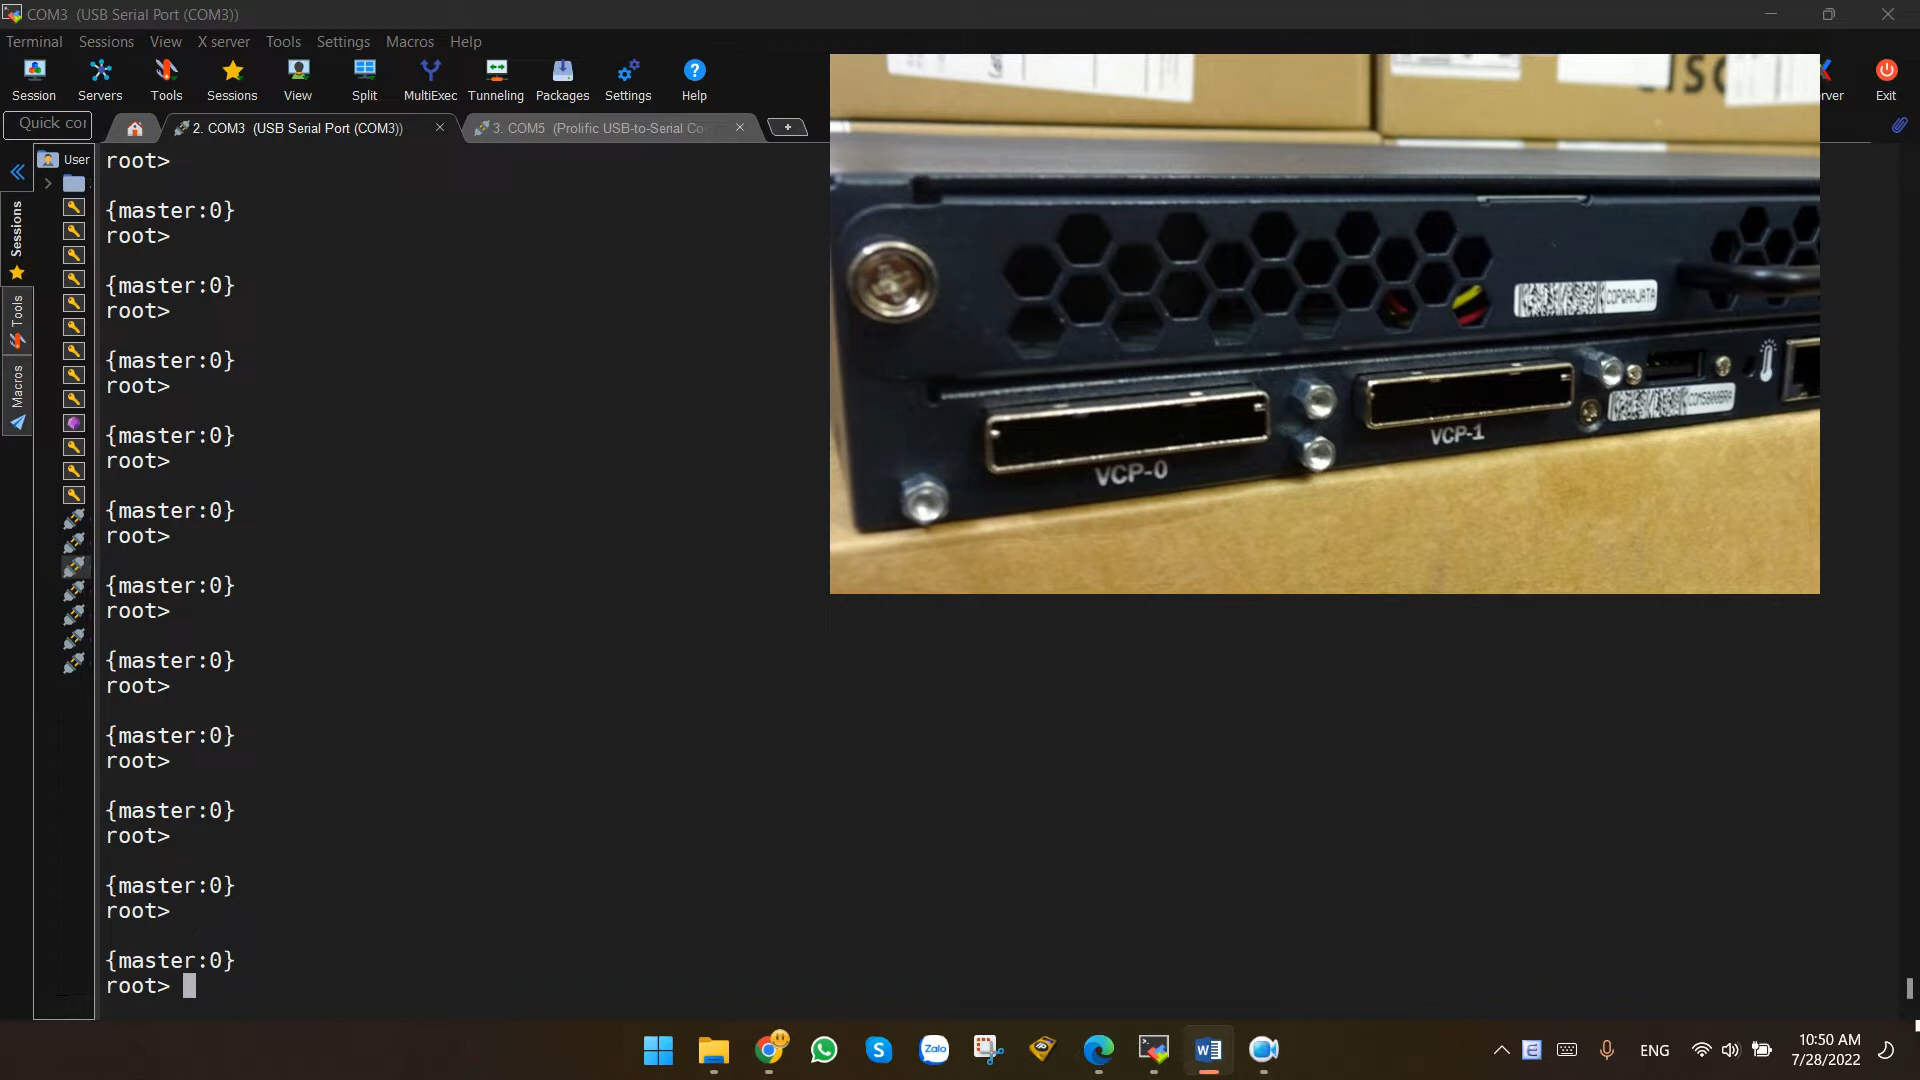 COM3 (USB Serial Port (COM3))
Terminal Sessions View X server Tools Settings Macros Help
Session Servers Tools Sessions View Split MultiExec Tunneling Packages Settings Help
Exit
Quick
2. COM3 (USB Serial Port (COM3))
3. COM5 (Prolific USB-to-Serial Co
User
Sessions
Tools
Macros
root>
{master:0}
root>
{master:0}
root>
{master:0}
root>
{master:0}
root>
{master:0}
root>
{master:0}
root>
{master:0}
root>
{master:0}
root>
{master:0}
root>
{master:0}
root>
{master:0}
root>
VCP-0
VCP-1
Zalo
ENG
10:50 AM
7/28/2022